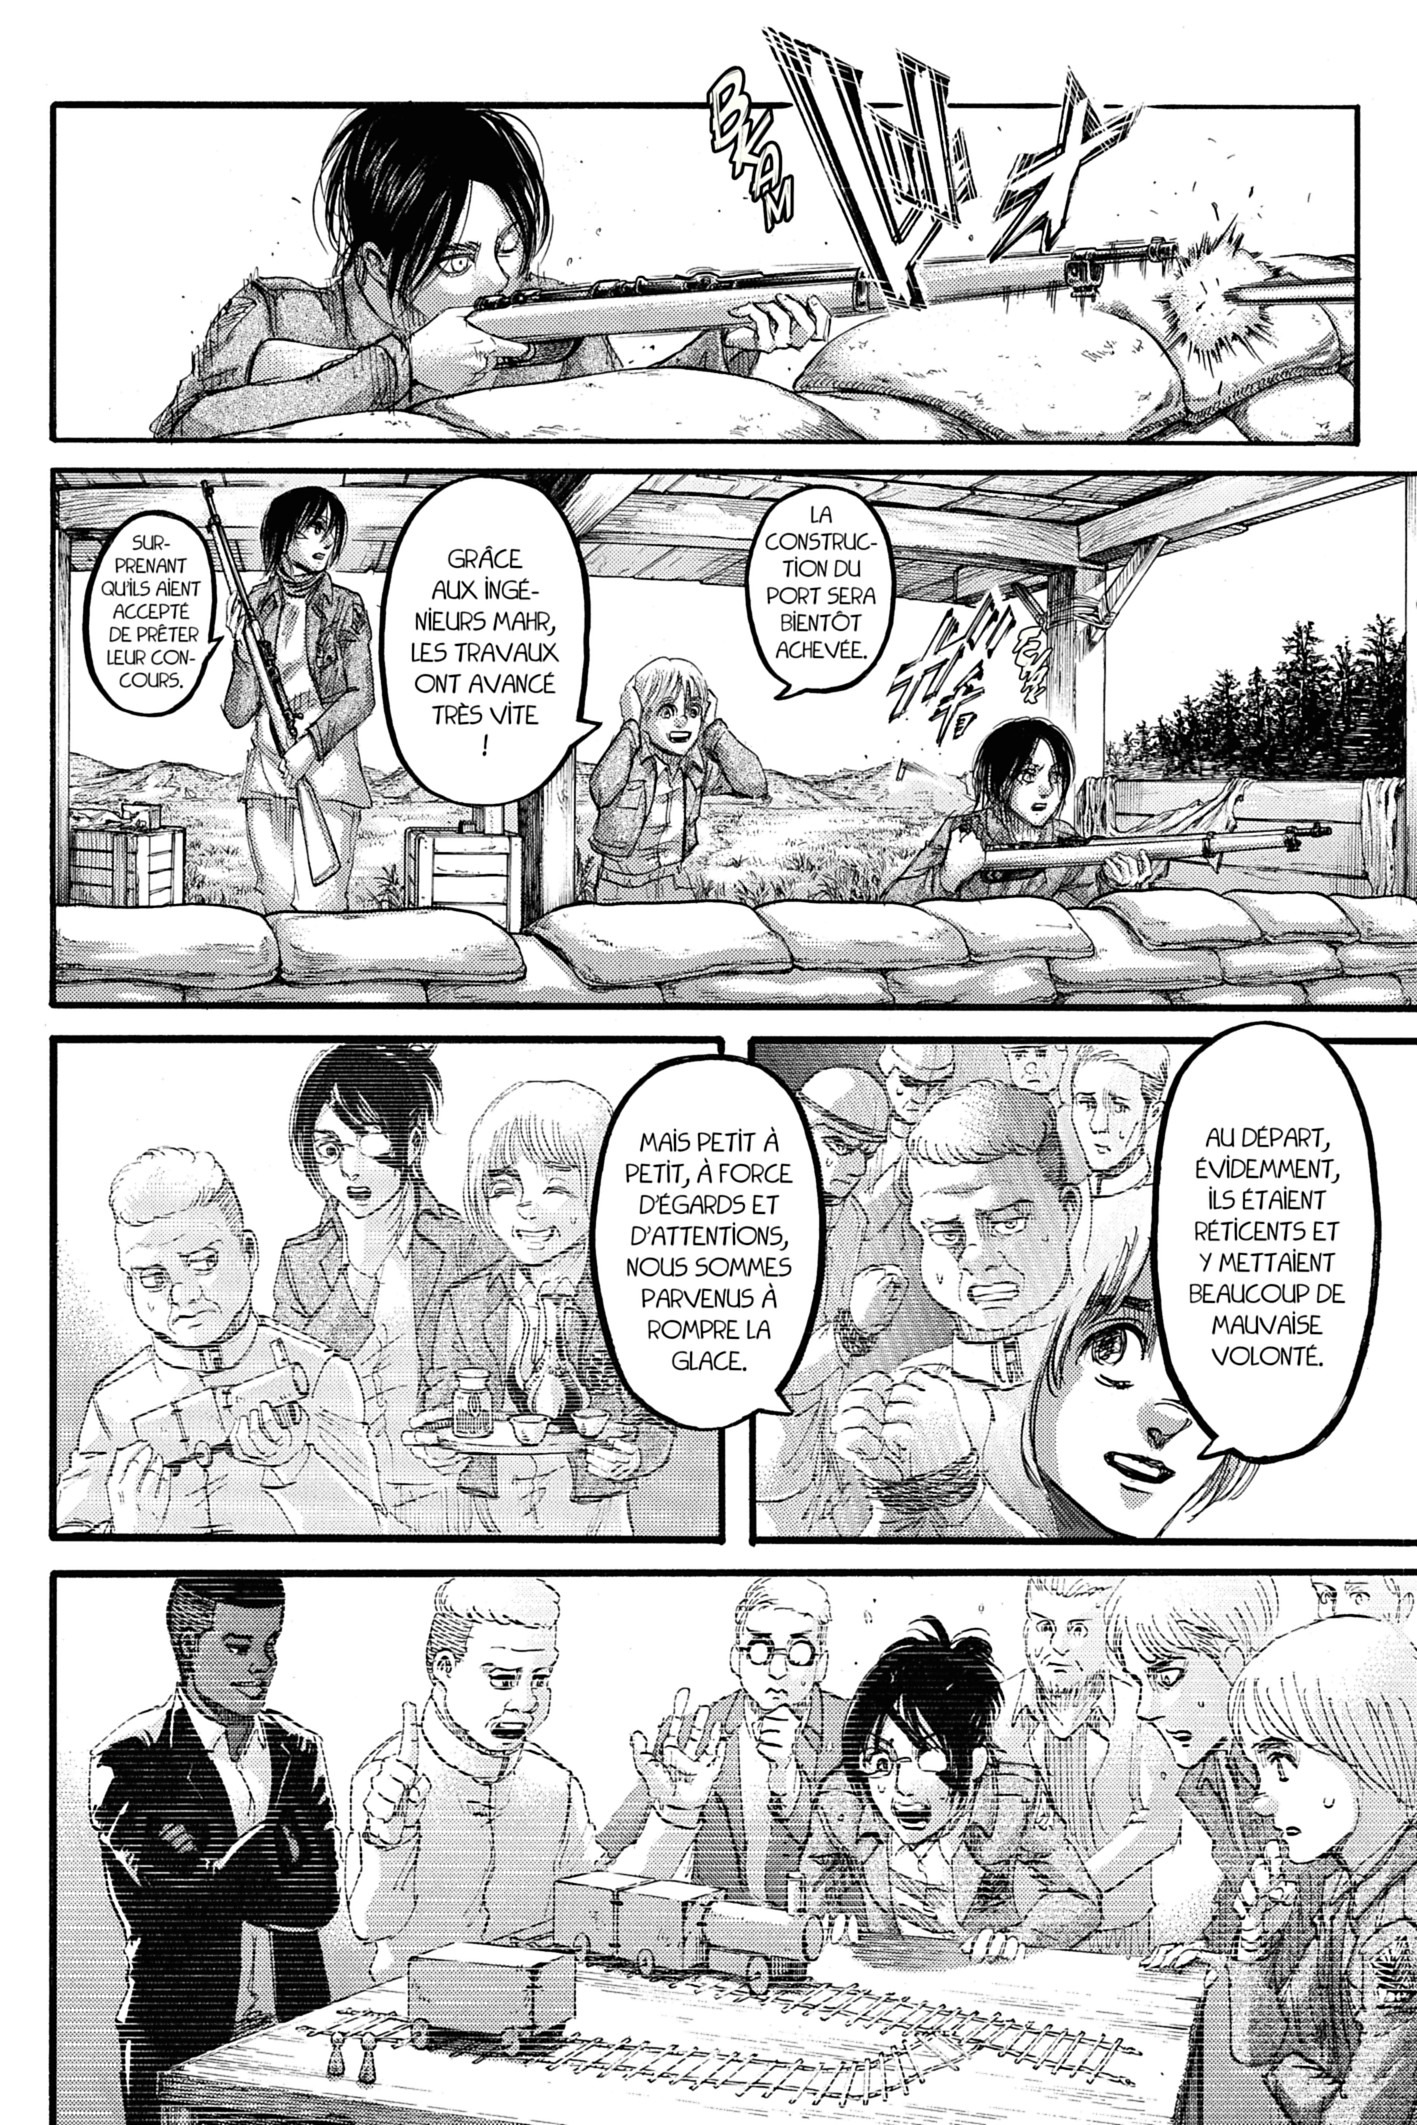 BKAM
LA
CONSTRUC-
TION DU
PORT SERA
BIENTÔT
ACHEVÉE.
GRÂCE
AUX INGÉ-
NIEURS MAHR,
LES TRAVAUX
ONT AVANCÉ
TRÈS VITE
!
SUR-
PRENANT
QU'ILS AIENT
ACCEPTÉ
DE PRÊTER
LEUR CON-
COURS.
AU DÉPART,
ÉVIDEMMENT,
ILS ÉTAIENT
RÉTICENTS ET
Y METTAIENT
BEAUCOUP DE
MAUVAISE
VOLONTÉ.
MAIS PETIT À
PETIT, À FORCE
D'ÉGARDS ET
D'ATTENTIONS,
NOUS SOMMES
PARVENUS À
ROMPRE LA
GLACE.